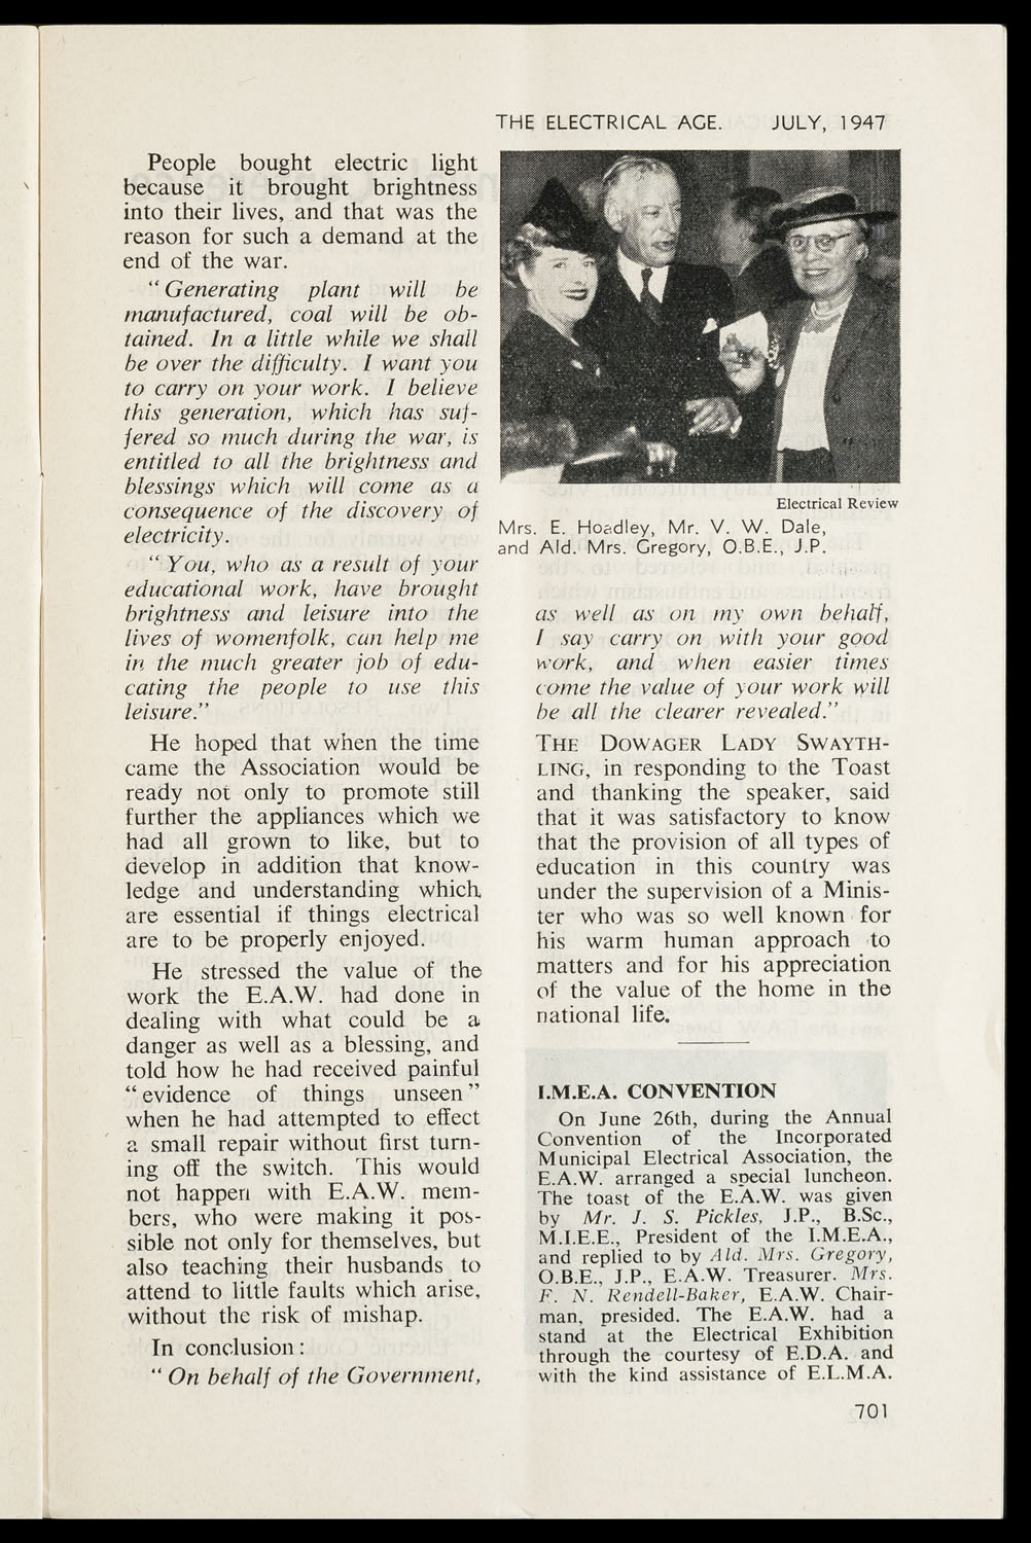 THE ELECTRICAL AGE. JULY, 1947
People bought electric light
because it brought brightness
into their lives, and that was the
reason for such a demand at the
end of the war.
“Generating plant will be
manufactured, coal will be ob-
tained. In a little while we shall
be over the difficulty. I want you
to carry on your work. I believe
this generation, which has suf-
fered so much during the war, is
entitled to all the brightness and
blessings which will come as a
consequence of the discovery of
electricity.
“You, who as a result of your
educational work, have brought
brightness and leisure into the
lives of womenfolk, can help me
in the much greater job of edu-
cating the people to use this
leisure.”
He hoped that when the time
came the Association would be
ready not only to promote still
further the appliances which we
had all grown to like, but to
develop in addition that know-
ledge and understanding which
are essential if things electrical
are to be properly enjoyed.
He stressed the value of the
work the E.A.W. had done in
dealing with what could be a
danger as well as a blessing, and
told how he had received painful
“evidence of things unseen”
when he had attempted to effect
a small repair without first turn-
ing off the switch. This would
not happen with E.A.W. mem-
bers, who were making it pos-
sible not only for themselves, but
also teaching their husbands to
attend to little faults which arise,
without the risk of mishap.
In conclusion:
“On behalf of the Government,
Electrical Review
Mrs. E. Hoadley, Mr. V. W. Dale,
and Ald. Mrs. Gregory, O.B.E., J.P.
as well as on my own behalf,
I say carry on with your good
work, and when easier times
come the value of your work will
be all the clearer revealed.”
THE DOWAGER LADY SWAYTH-
LING, in responding to the Toast
and thanking the speaker, said
that it was satisfactory to know
that the provision of all types of
education in this country was
under the supervision of a Minis-
ter who was so well known for
his warm human approach to
matters and for his appreciation
of the value of the home in the
national life.
I.M.E.A. CONVENTION
On June 26th, during the Annual
Convention of the Incorporated
Municipal Electrical Association, the
E.A.W. arranged a special luncheon.
The toast of the E.A.W. was given
by Mr. J. S. Pickles, J.P., B.Sc.,
M.I.E.E., President of the I.M.E.A.,
and replied to by Ald. Mrs. Gregory,
O.B.E., J.P., E.A.W. Treasurer. Mrs.
F. N. Rendell-Baker, E.A.W. Chair-
man, presided. The E.A.W. had a
stand at the Electrical Exhibition
through the courtesy of E.D.A. and
with the kind assistance of E.L.M.A.
701